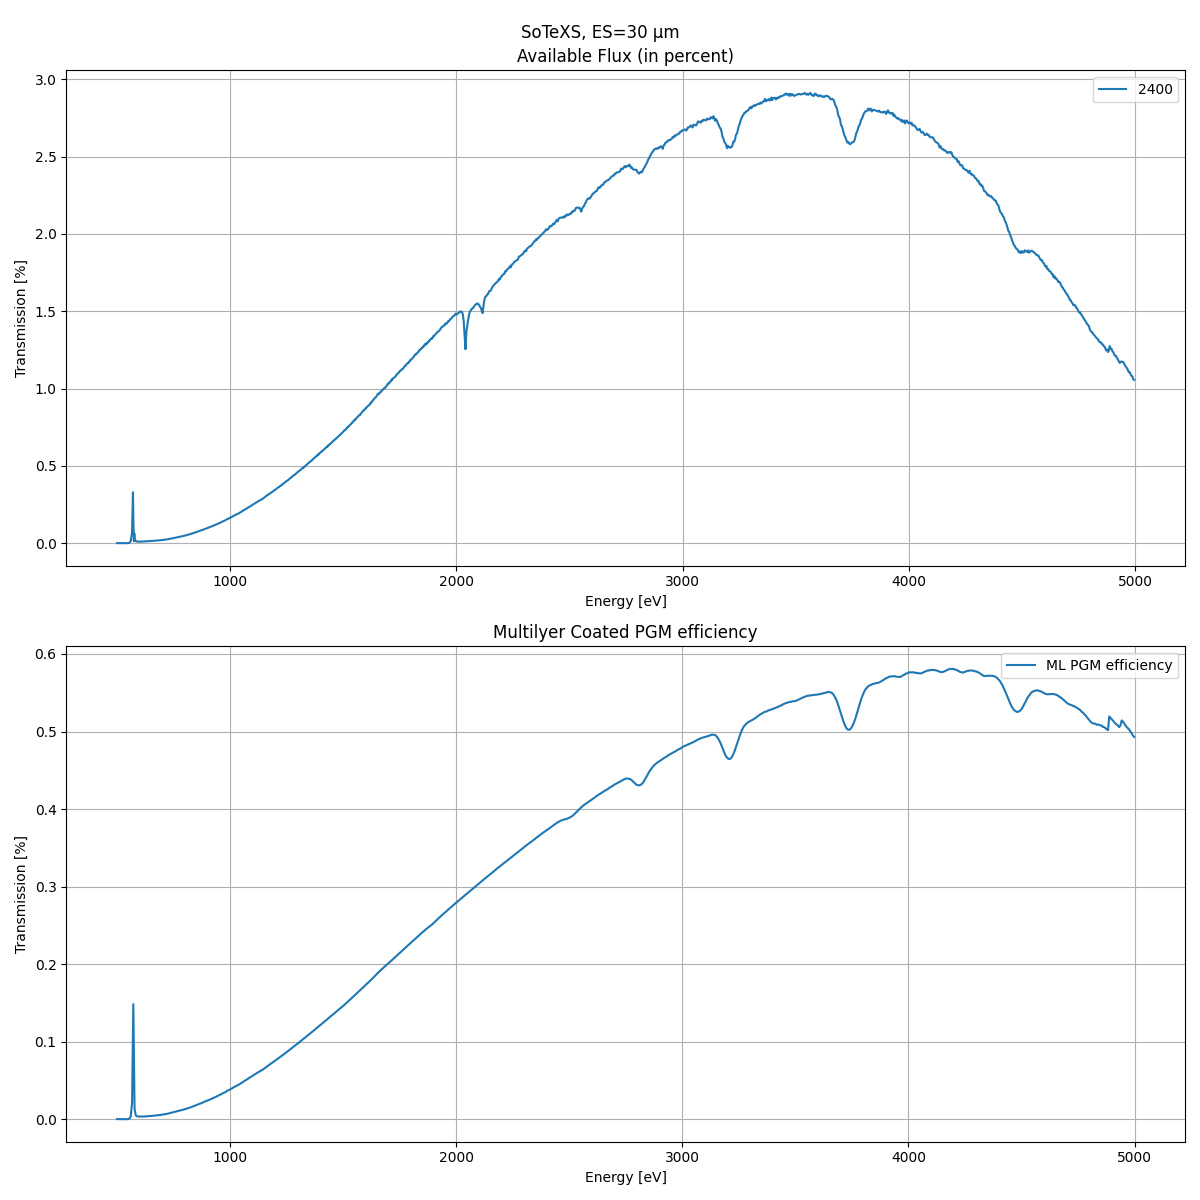 SoTeXS, ES=30 μm
Available Flux (in percent)
3.0
2.5
2.0
1.5
1.0
0.5
0.0
Transmission [%]
2400
1000 2000 3000 4000 5000
Energy [eV]
Multilyer Coated PGM efficiency
0.6
0.5
0.4
0.3
0.2
0.1
0.0
Transmission [%]
ML PGM efficiency
1000 2000 3000 4000 5000
Energy [eV]